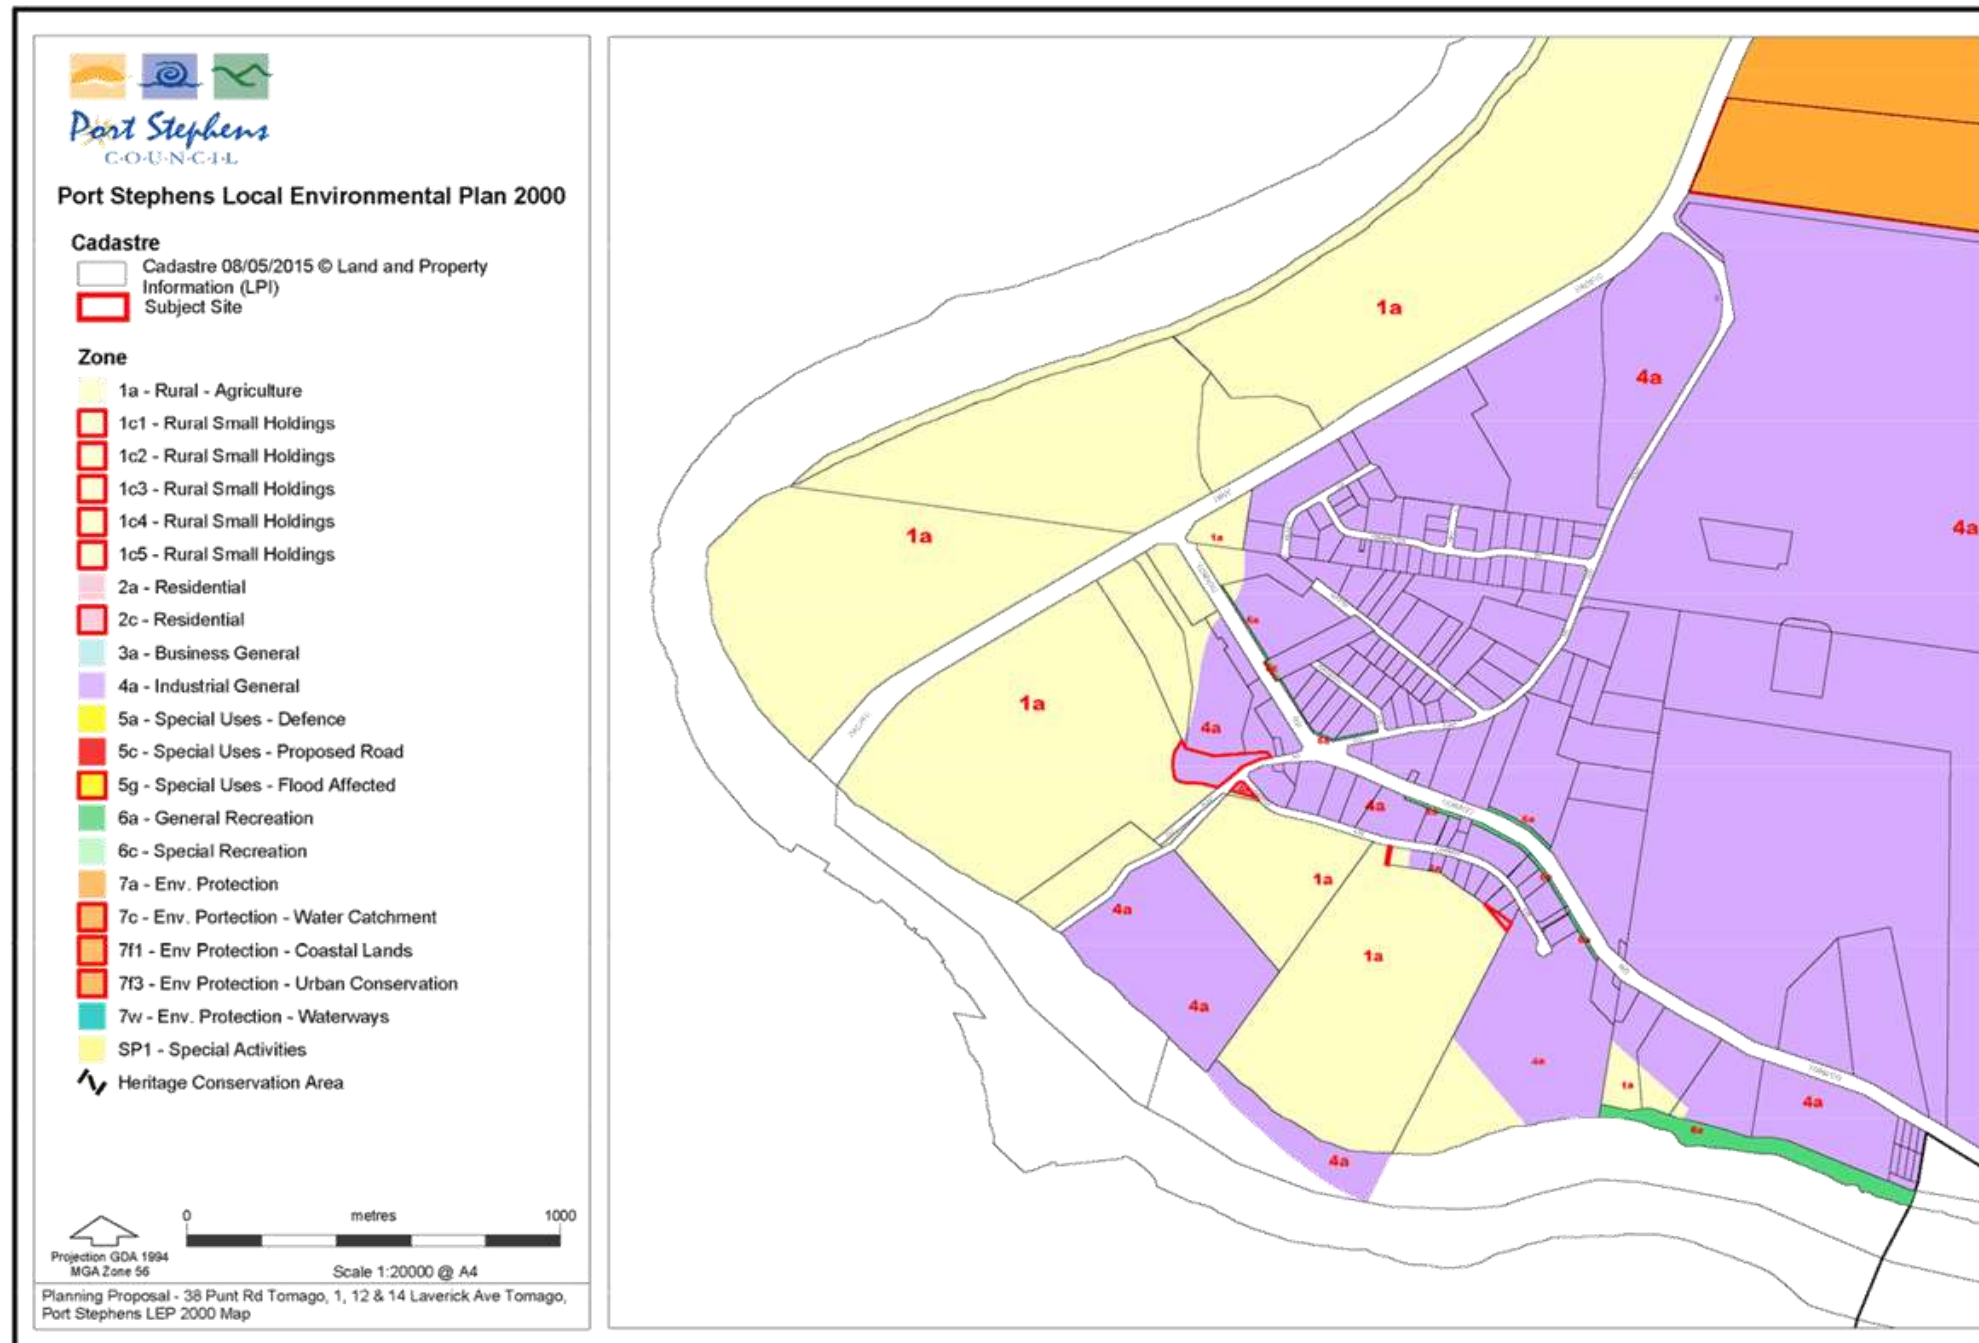 Port Stephens
C·O·U·N·C·I·L
Port Stephens Local Environmental Plan 2000
Cadastre
Cadastre 08/05/2015 © Land and Property
Information (LPI)
Subject Site
Zone
1a - Rural - Agriculture
1c1 - Rural Small Holdings
1c2 - Rural Small Holdings
1c3 - Rural Small Holdings
1c4 - Rural Small Holdings
1c5 - Rural Small Holdings
2a - Residential
2c - Residential
3a - Business General
4a - Industrial General
5a - Special Uses - Defence
5c - Special Uses - Proposed Road
5g - Special Uses - Flood Affected
6a - General Recreation
6c - Special Recreation
7a - Env. Protection
7c - Env. Portection - Water Catchment
7f1 - Env Protection - Coastal Lands
7f3 - Env Protection - Urban Conservation
7w - Env. Protection - Waterways
SP1 - Special Activities
Heritage Conservation Area
0 metres 1000
Projection GDA 1994
MGA Zone 56
Scale 1:20000 @ A4
Planning Proposal - 38 Punt Rd Tomago, 1, 12 & 14 Laverick Ave Tomago,
Port Stephens LEP 2000 Map
1a
4a
4a
1a
1a
6a
1a
4a
6a
4a
6a
1a
4a
1a
4a
4a
1a
4a
6a
4a